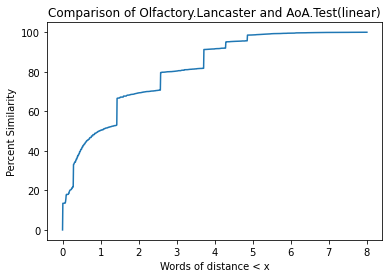 Comparison of Olfactory.Lancaster and AoA.Test(linear)
Percent Similarity
100
80
60
40
20
0
0 1 2 3 4 5 6 7 8
Words of distance < x